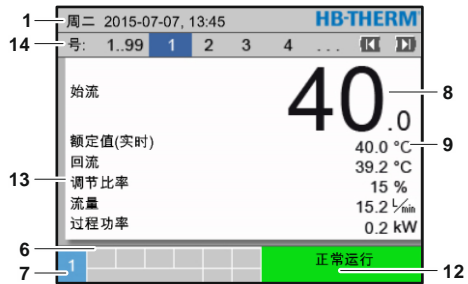 1 周二 2015-07-07, 13:45 HB-THERM
14 号: 1..99 1 2 3 4 ...
始流 40.0 8
额定值(实时) 40.0 °C 9
回流 39.2 °C
13 调节比率 15 %
流量 15.2 L/min
过程功率 0.2 kW
6
7 1 正常运行 12